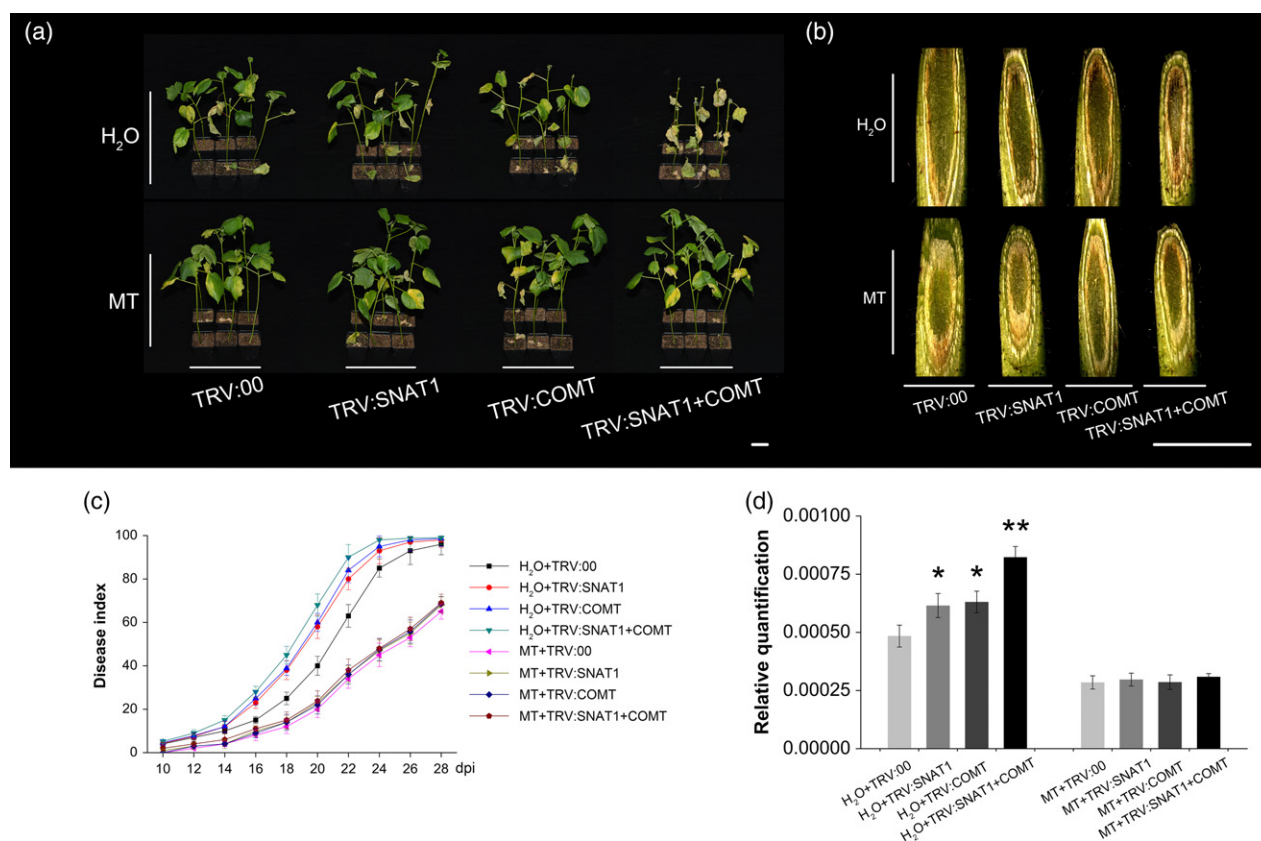 (a)
H₂O
MT
TRV:00
TRV:SNAT1
TRV:COMT
TRV:SNAT1+COMT
(b)
H₂O
MT
TRV:00
TRV:SNAT1
TRV:COMT
TRV:SNAT1+COMT
(c)
Disease index
100
80
60
40
20
0
10 12 14 16 18 20 22 24 26 28 dpi
H₂O+TRV:00
H₂O+TRV:SNAT1
H₂O+TRV:COMT
H₂O+TRV:SNAT1+COMT
MT+TRV:00
MT+TRV:SNAT1
MT+TRV:COMT
MT+TRV:SNAT1+COMT
(d)
Relative quantification
0.00100
0.00075
0.00050
0.00025
0.00000
* * **
H₂O+TRV:00
H₂O+TRV:SNAT1
H₂O+TRV:COMT
H₂O+TRV:SNAT1+COMT
MT+TRV:00
MT+TRV:SNAT1
MT+TRV:COMT
MT+TRV:SNAT1+COMT